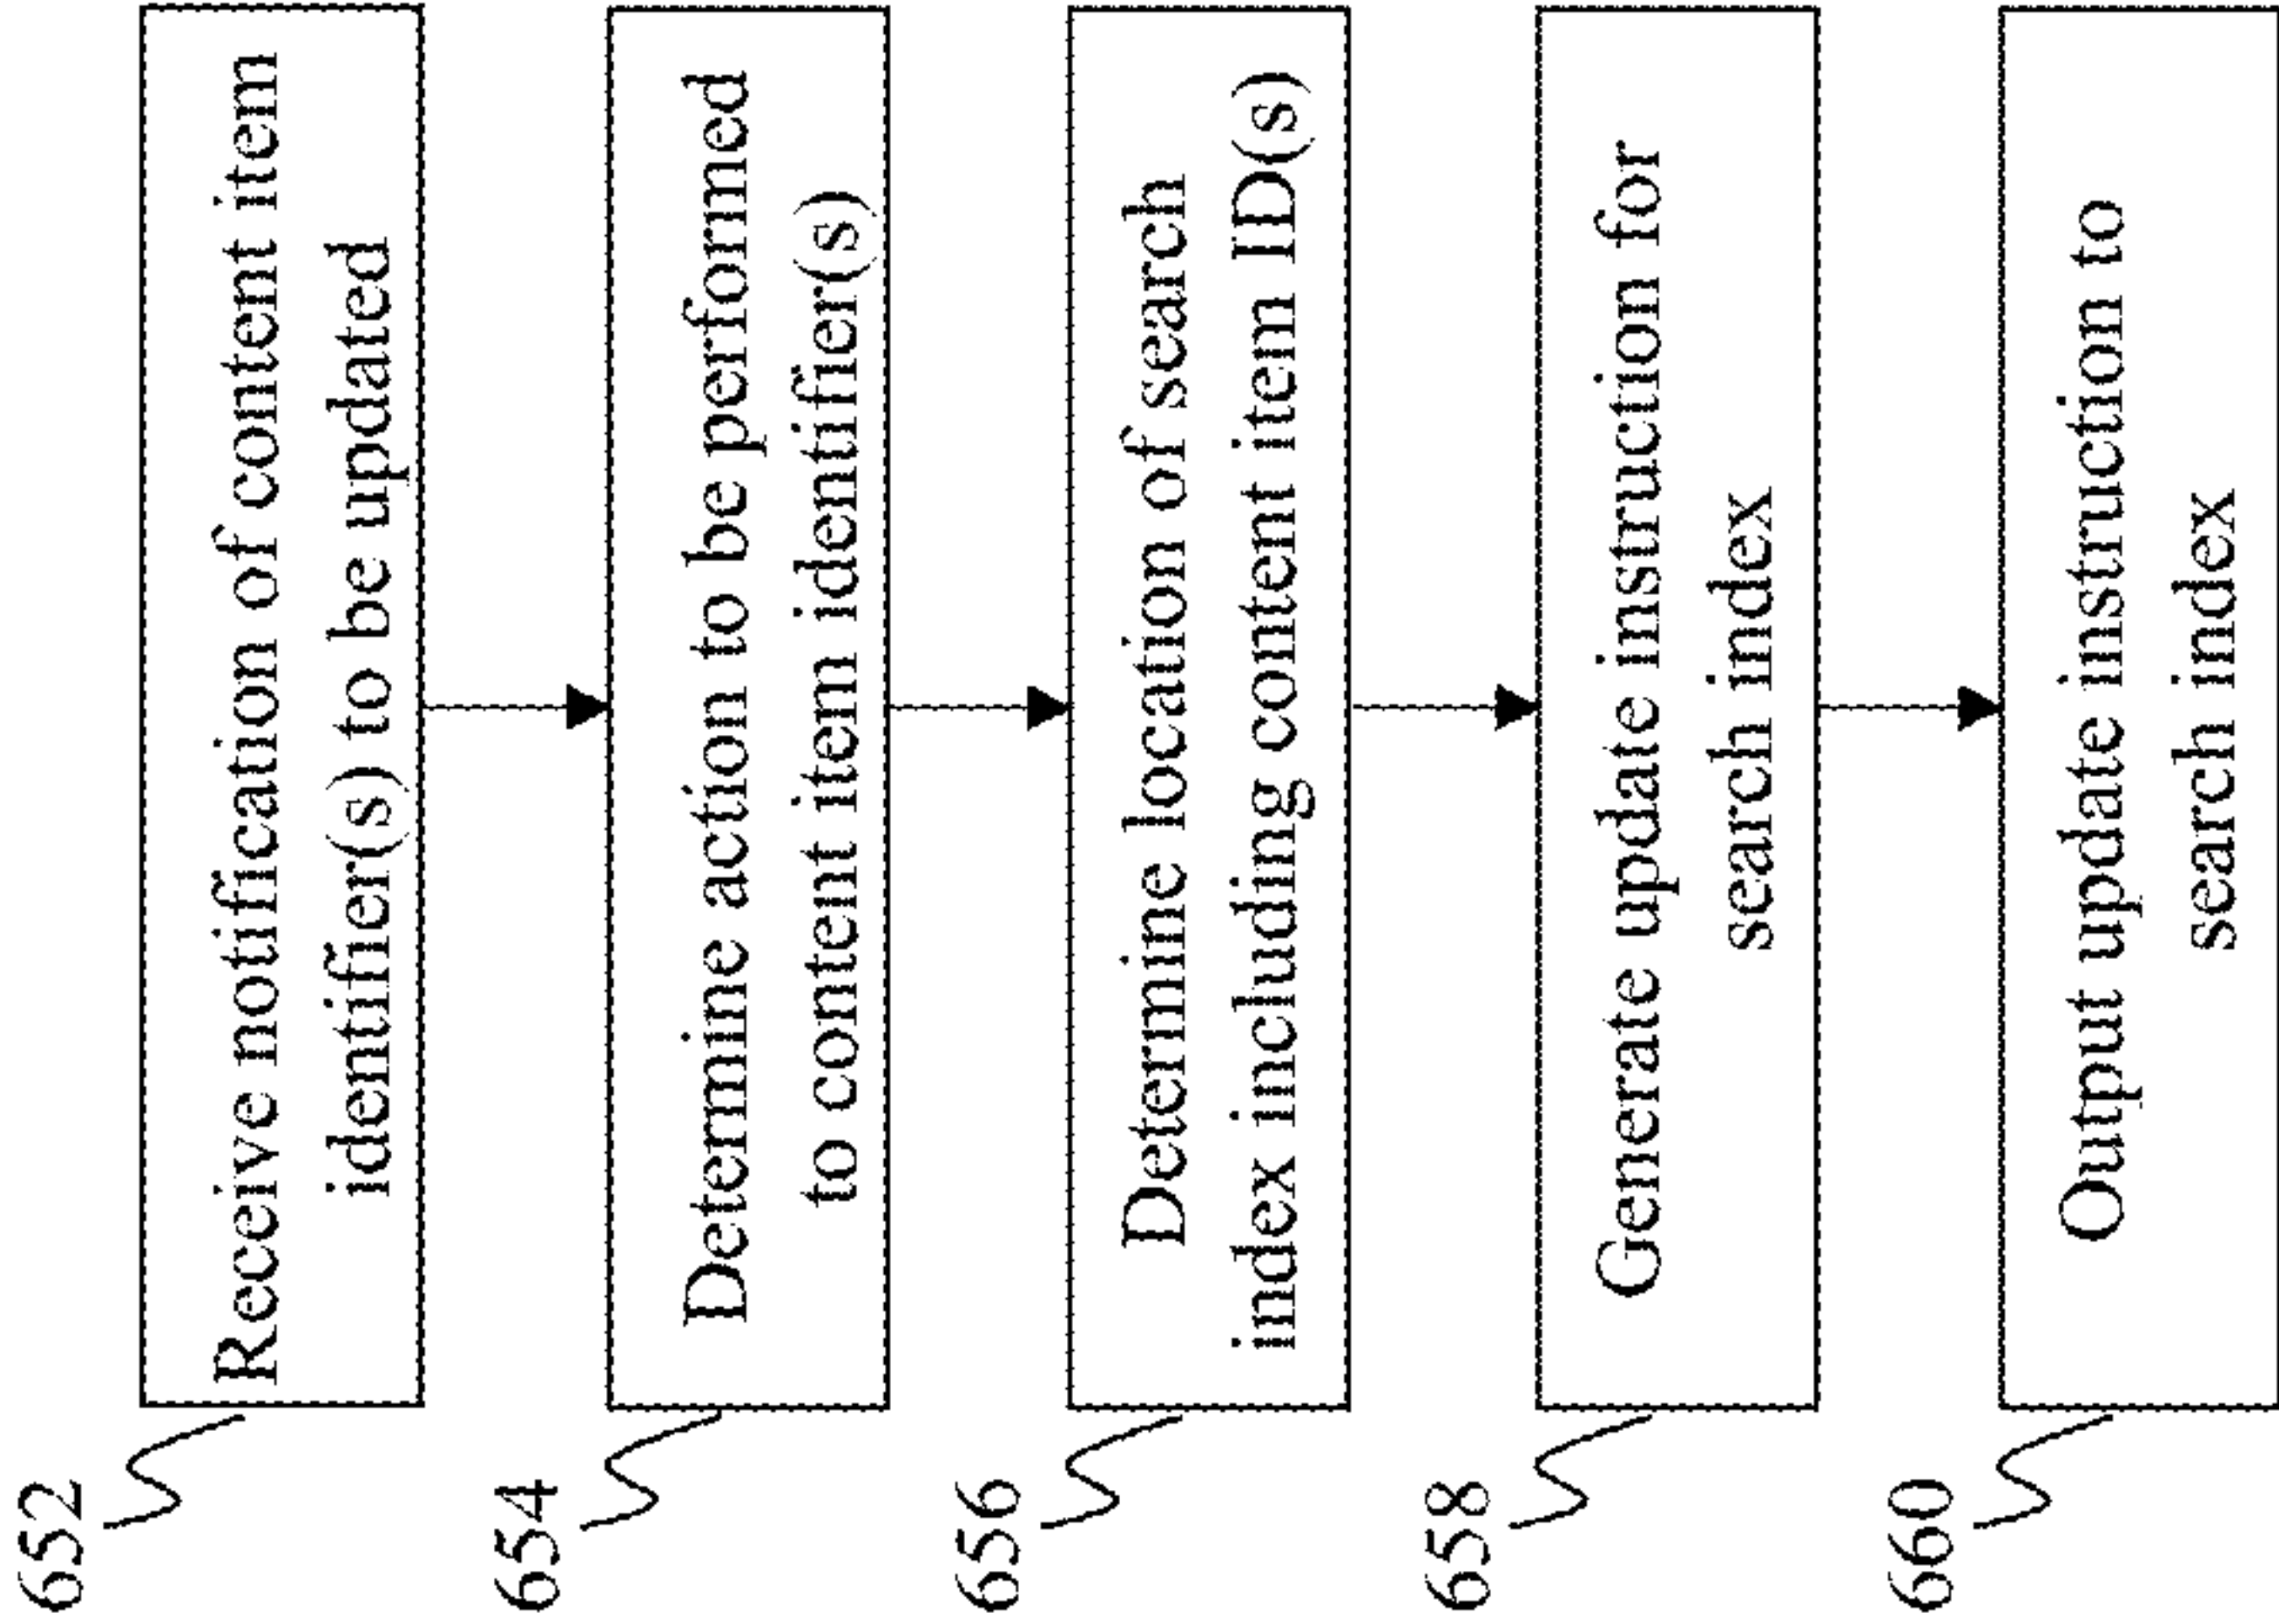 652
Receive notification of content item
identifier(s) to be updated
654
Determine action to be performed
to content item identifier(s)
656
Determine location of search
index including content item ID(s)
658
Generate update instruction for
search index
660
Output update instruction to
search index